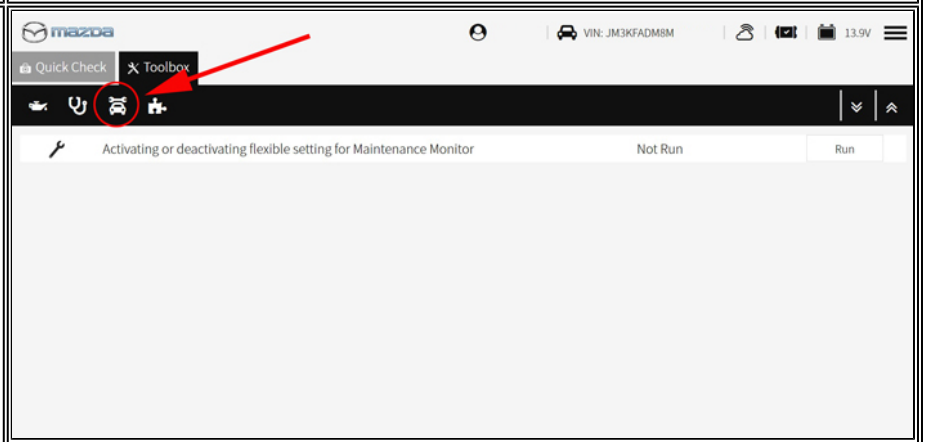 mazda
VIN: JM3KFADM8M
13.9V
Quick Check
Toolbox
Activating or deactivating flexible setting for Maintenance Monitor Not Run Run